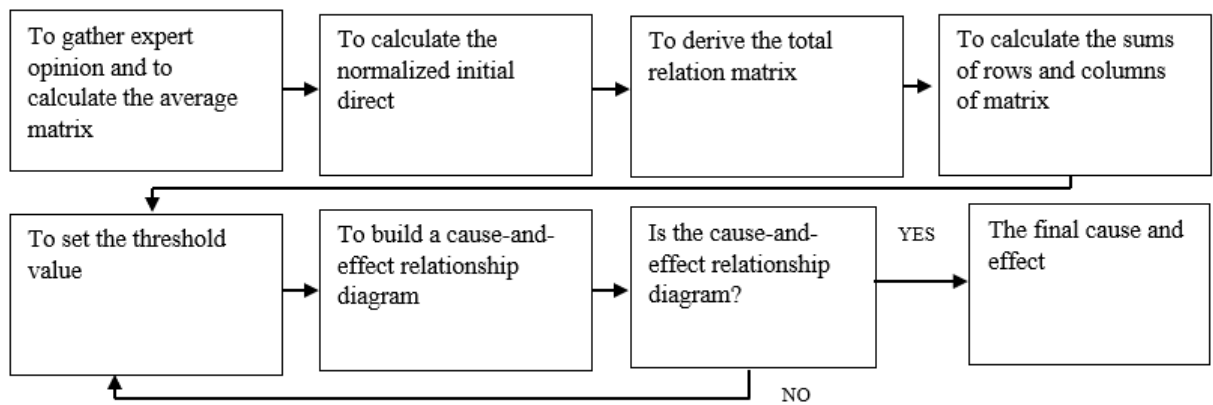 To gather expert
opinion and to
calculate the average
matrix
To calculate the
normalized initial
direct
To derive the total
relation matrix
To calculate the sums
of rows and columns
of matrix
To set the threshold
value
To build a cause-and-
effect relationship
diagram
Is the cause-and-
effect relationship
diagram?
YES
The final cause and
effect
NO